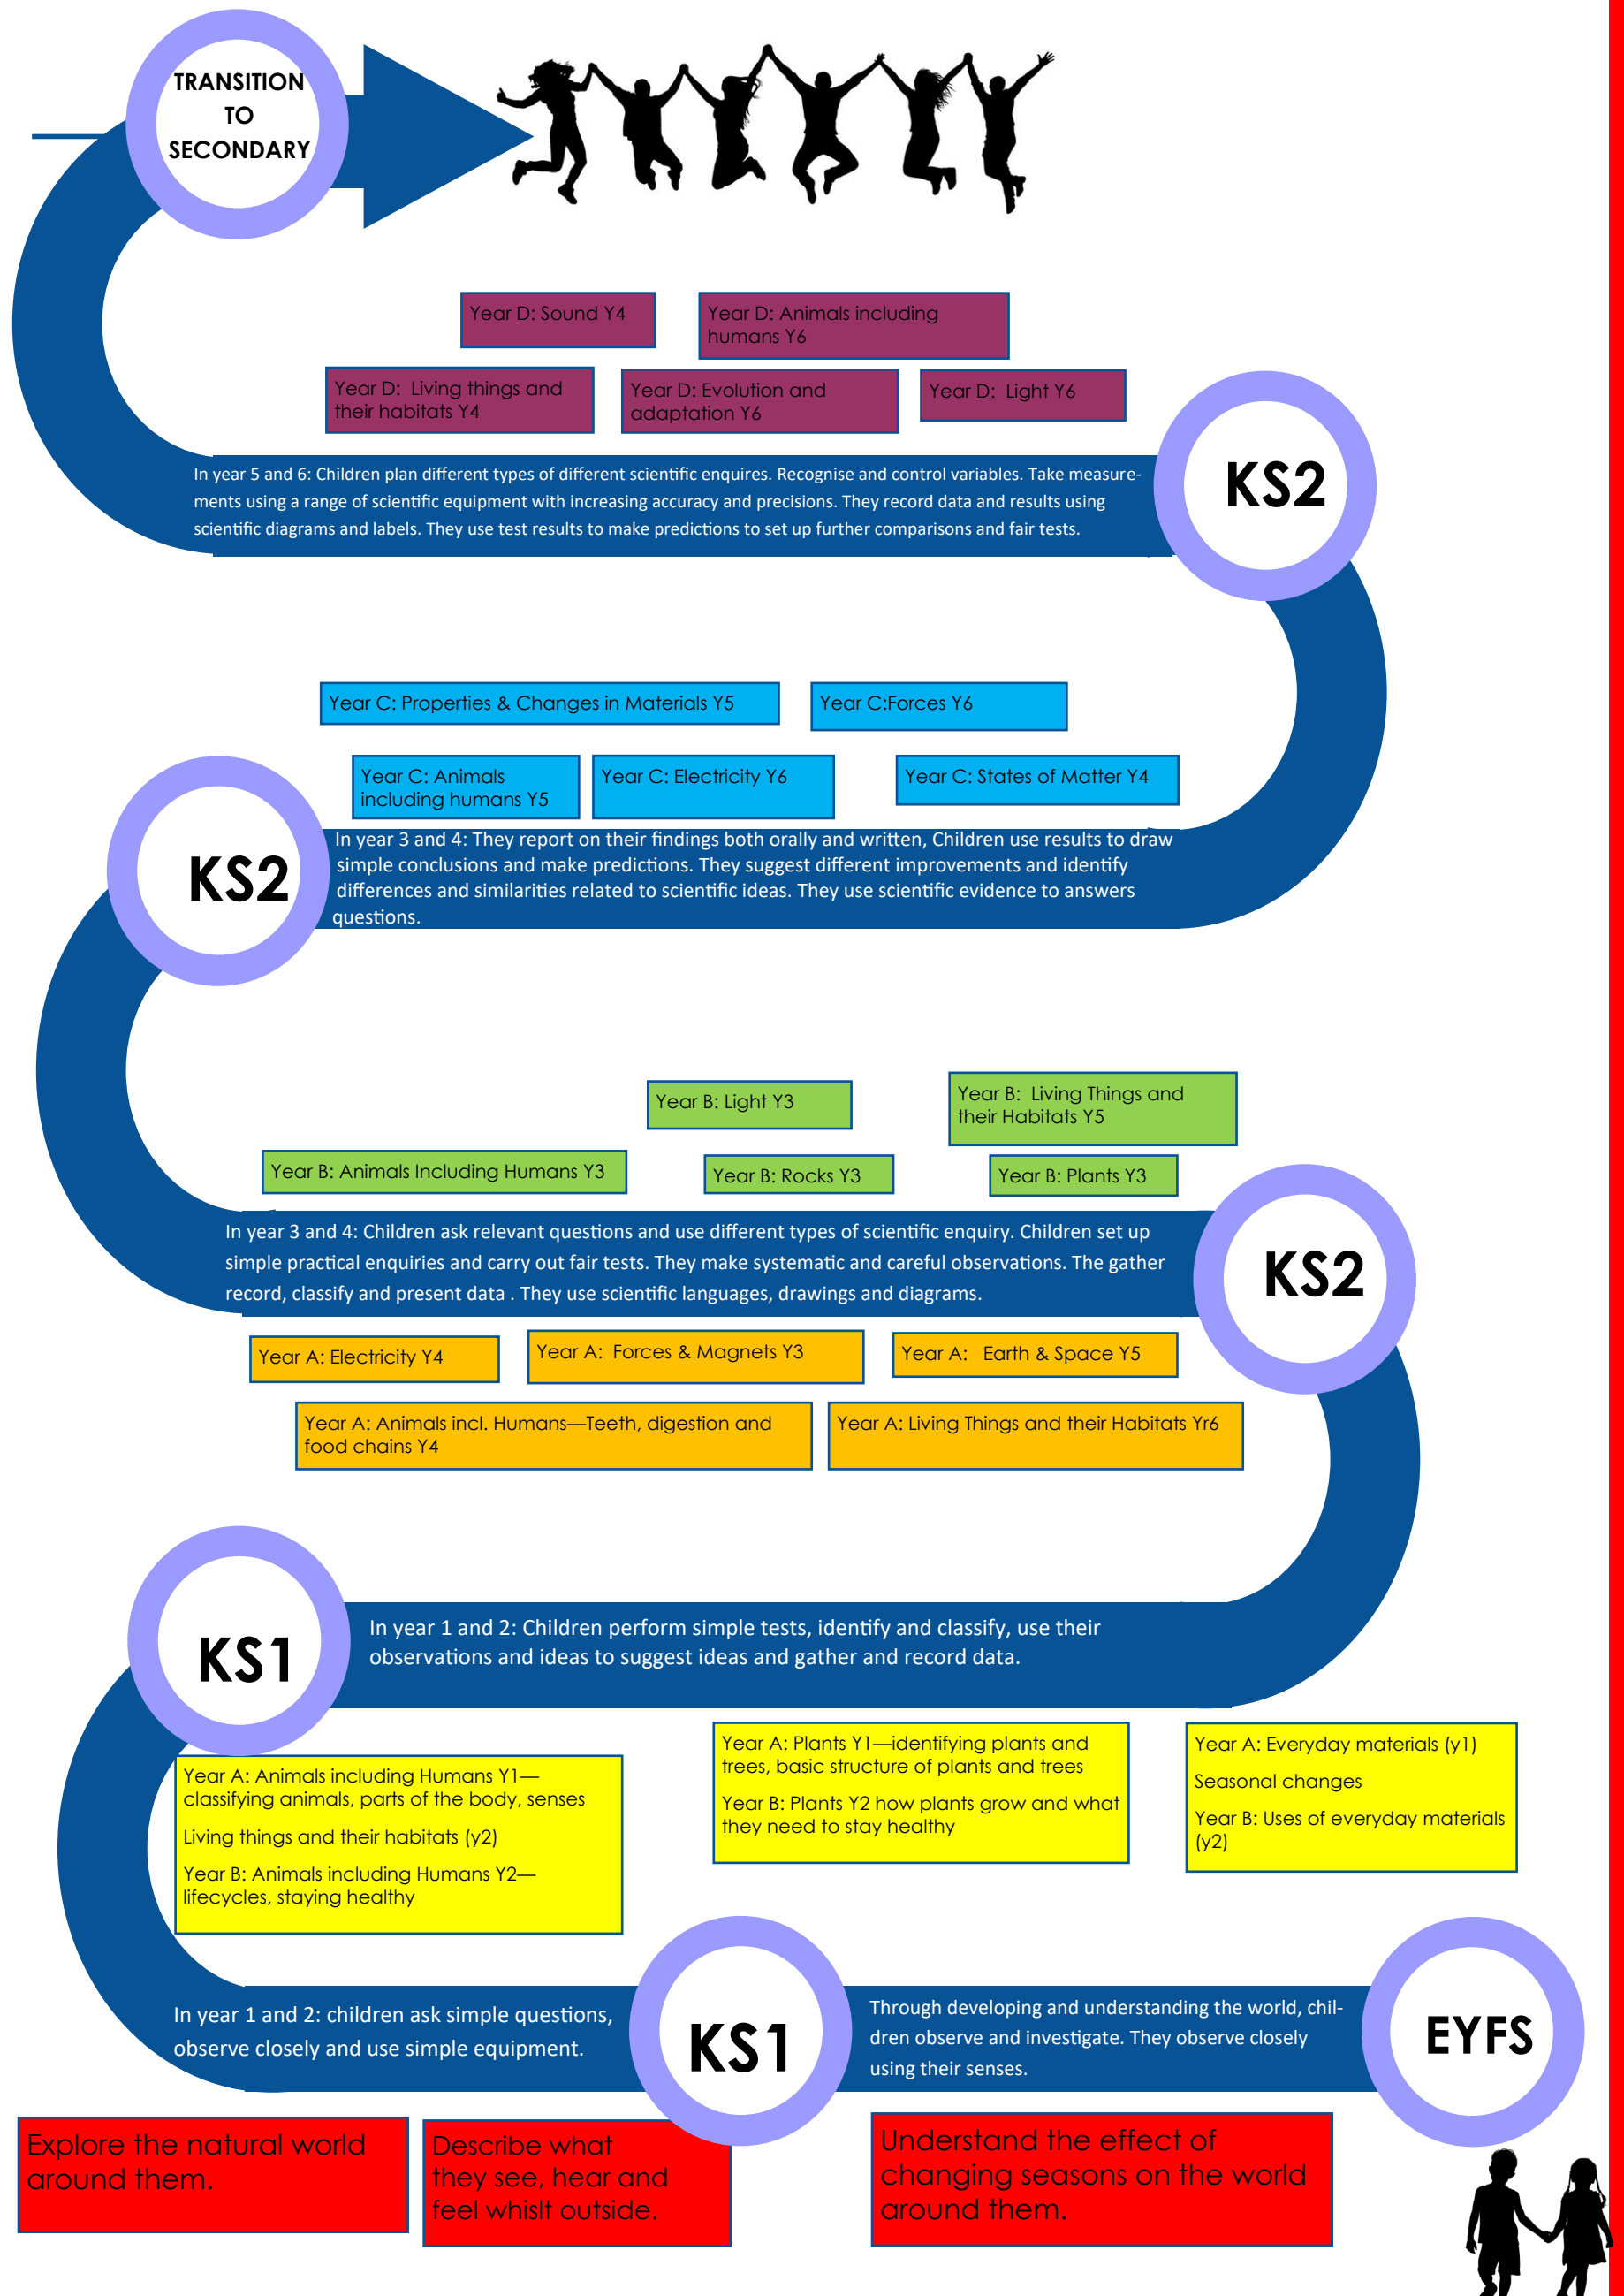 TRANSITION
TO
SECONDARY
Year D: Sound Y4
Year D: Animals including
humans Y6
Year D:  Living things and
their habitats Y4
Year D: Evolution and
adaptation Y6
Year D:  Light Y6
In year 5 and 6: Children plan different types of different scientific enquires. Recognise and control variables. Take measure-
ments using a range of scientific equipment with increasing accuracy and precisions. They record data and results using
scientific diagrams and labels. They use test results to make predictions to set up further comparisons and fair tests.
KS2
Year C: Properties & Changes in Materials Y5
Year C:Forces Y6
Year C: Animals
including humans Y5
Year C: Electricity Y6
Year C: States of Matter Y4
KS2
In year 3 and 4: They report on their findings both orally and written, Children use results to draw
simple conclusions and make predictions. They suggest different improvements and identify
differences and similarities related to scientific ideas. They use scientific evidence to answers
questions.
Year B: Light Y3
Year B:  Living Things and
their Habitats Y5
Year B: Animals Including Humans Y3
Year B: Rocks Y3
Year B: Plants Y3
In year 3 and 4: Children ask relevant questions and use different types of scientific enquiry. Children set up
simple practical enquiries and carry out fair tests. They make systematic and careful observations. The gather
record, classify and present data . They use scientific languages, drawings and diagrams.
KS2
Year A: Electricity Y4
Year A:  Forces & Magnets Y3
Year A:   Earth & Space Y5
Year A: Animals incl. Humans—Teeth, digestion and
food chains Y4
Year A: Living Things and their Habitats Yr6
KS1
In year 1 and 2: Children perform simple tests, identify and classify, use their
observations and ideas to suggest ideas and gather and record data.
Year A: Animals including Humans Y1—
classifying animals, parts of the body, senses
Living things and their habitats (y2)
Year B: Animals including Humans Y2—
lifecycles, staying healthy
Year A: Plants Y1—identifying plants and
trees, basic structure of plants and trees
Year B: Plants Y2 how plants grow and what
they need to stay healthy
Year A: Everyday materials (y1)
Seasonal changes
Year B: Uses of everyday materials
(y2)
In year 1 and 2: children ask simple questions,
observe closely and use simple equipment.
KS1
Through developing and understanding the world, chil-
dren observe and investigate. They observe closely
using their senses.
EYFS
Explore the natural world
around them.
Describe what
they see, hear and
feel whislt outside.
Understand the effect of
changing seasons on the world
around them.